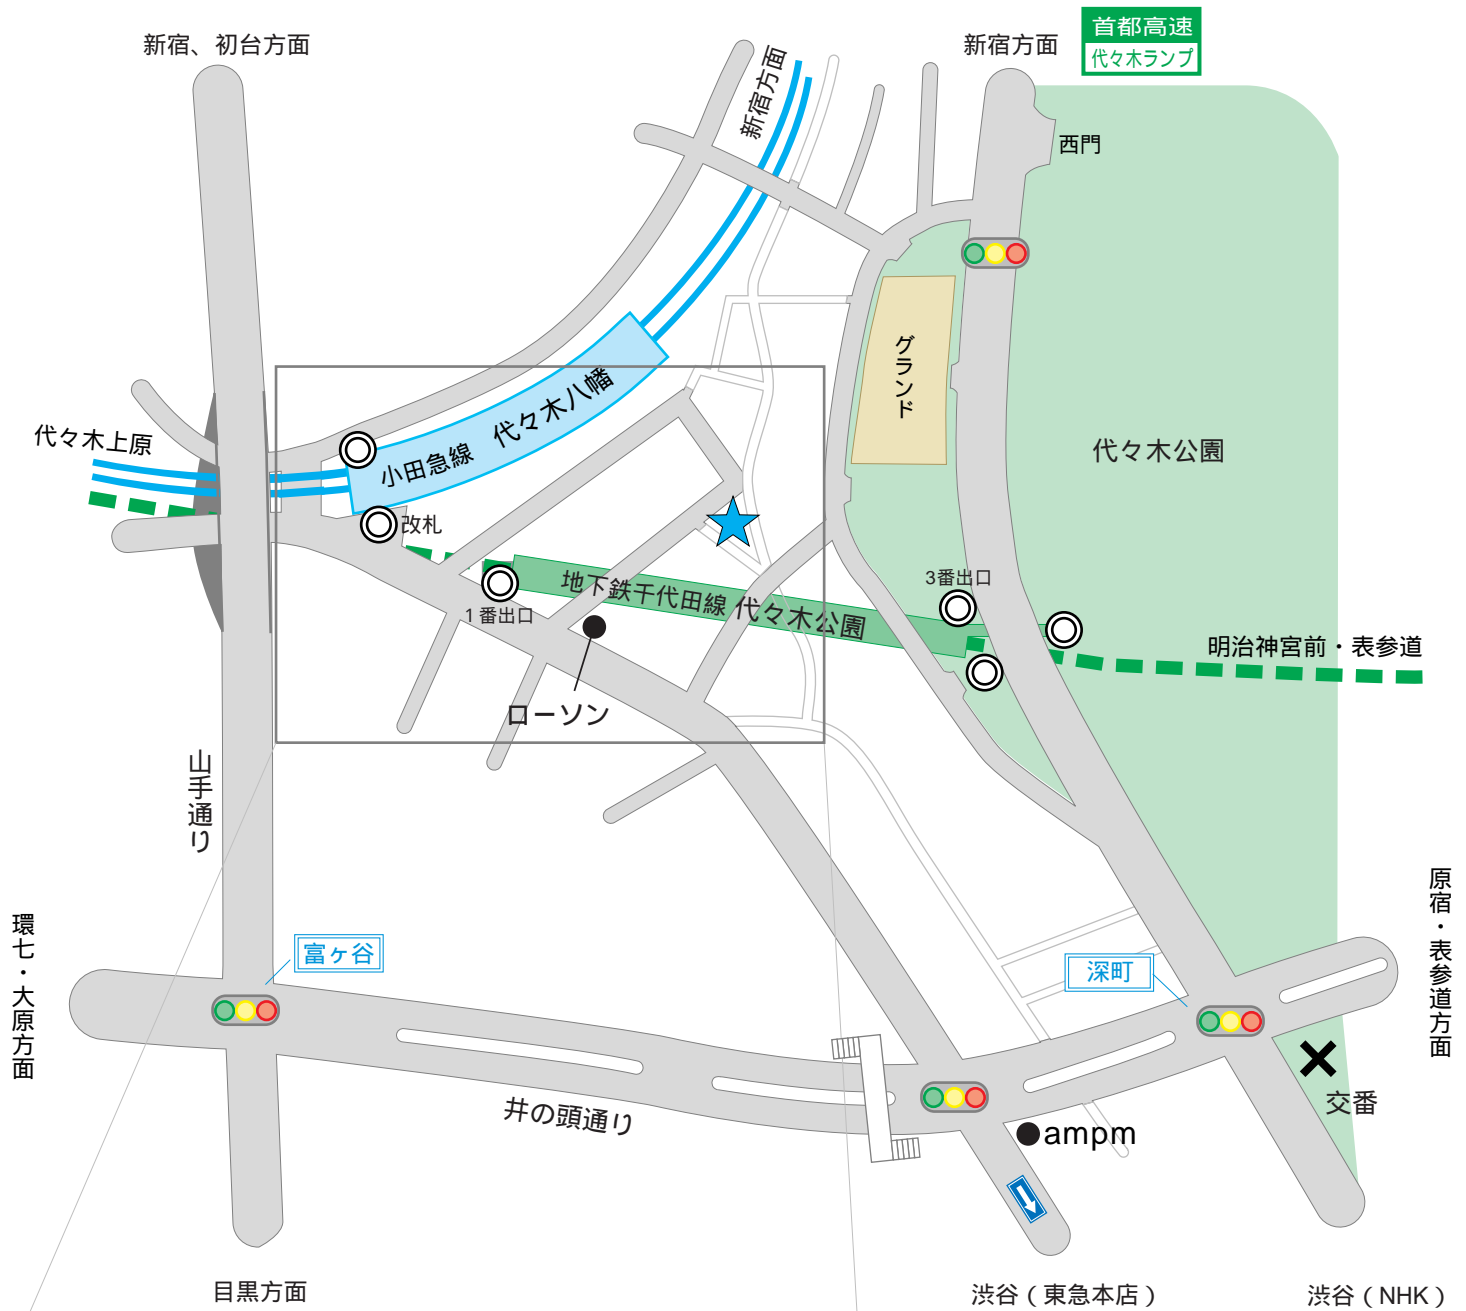 首都高速
代々木ランプ
新宿、初台方面
新宿方面
新宿方面
西門
グランド
代々木上原
小田急線 代々木八幡
代々木公園
改札
地下鉄千代田線 代々木公園
3番出口
1番出口
明治神宮前・表参道
ローソン
山手通り
原宿・表参道方面
環七・大原方面
富ヶ谷
深町
井の頭通り
交番
ampm
目黒方面
渋谷(東急本店)
渋谷(NHK)